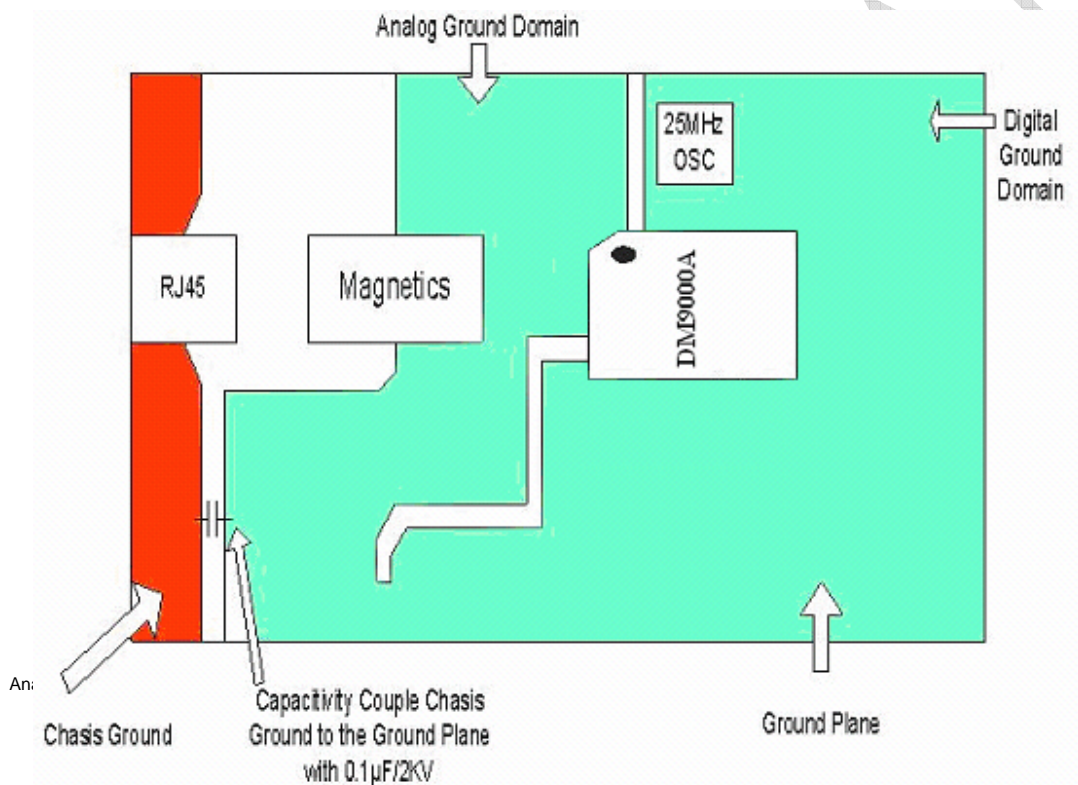 Analog Ground Domain
25MHz
OSC
Digital
Ground
Domain
RJ45
Magnetics
DM9000A
Chasis Ground
Capacitivity Couple Chasis
Ground to the Ground Plane
with 0.1µF/2KV
Ground Plane